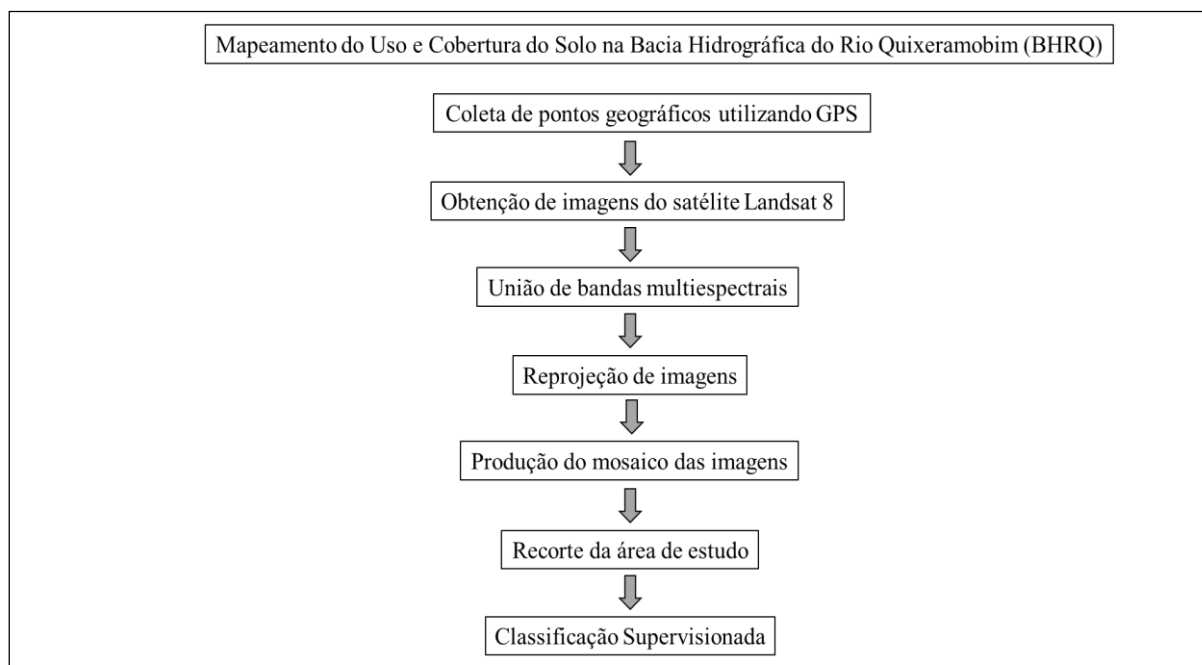 Mapeamento do Uso e Cobertura do Solo na Bacia Hidrográfica do Rio Quixeramobim (BHRQ)
Coleta de pontos geográficos utilizando GPS
Obtenção de imagens do satélite Landsat 8
União de bandas multiespectrais
Reprojeção de imagens
Produção do mosaico das imagens
Recorte da área de estudo
Classificação Supervisionada